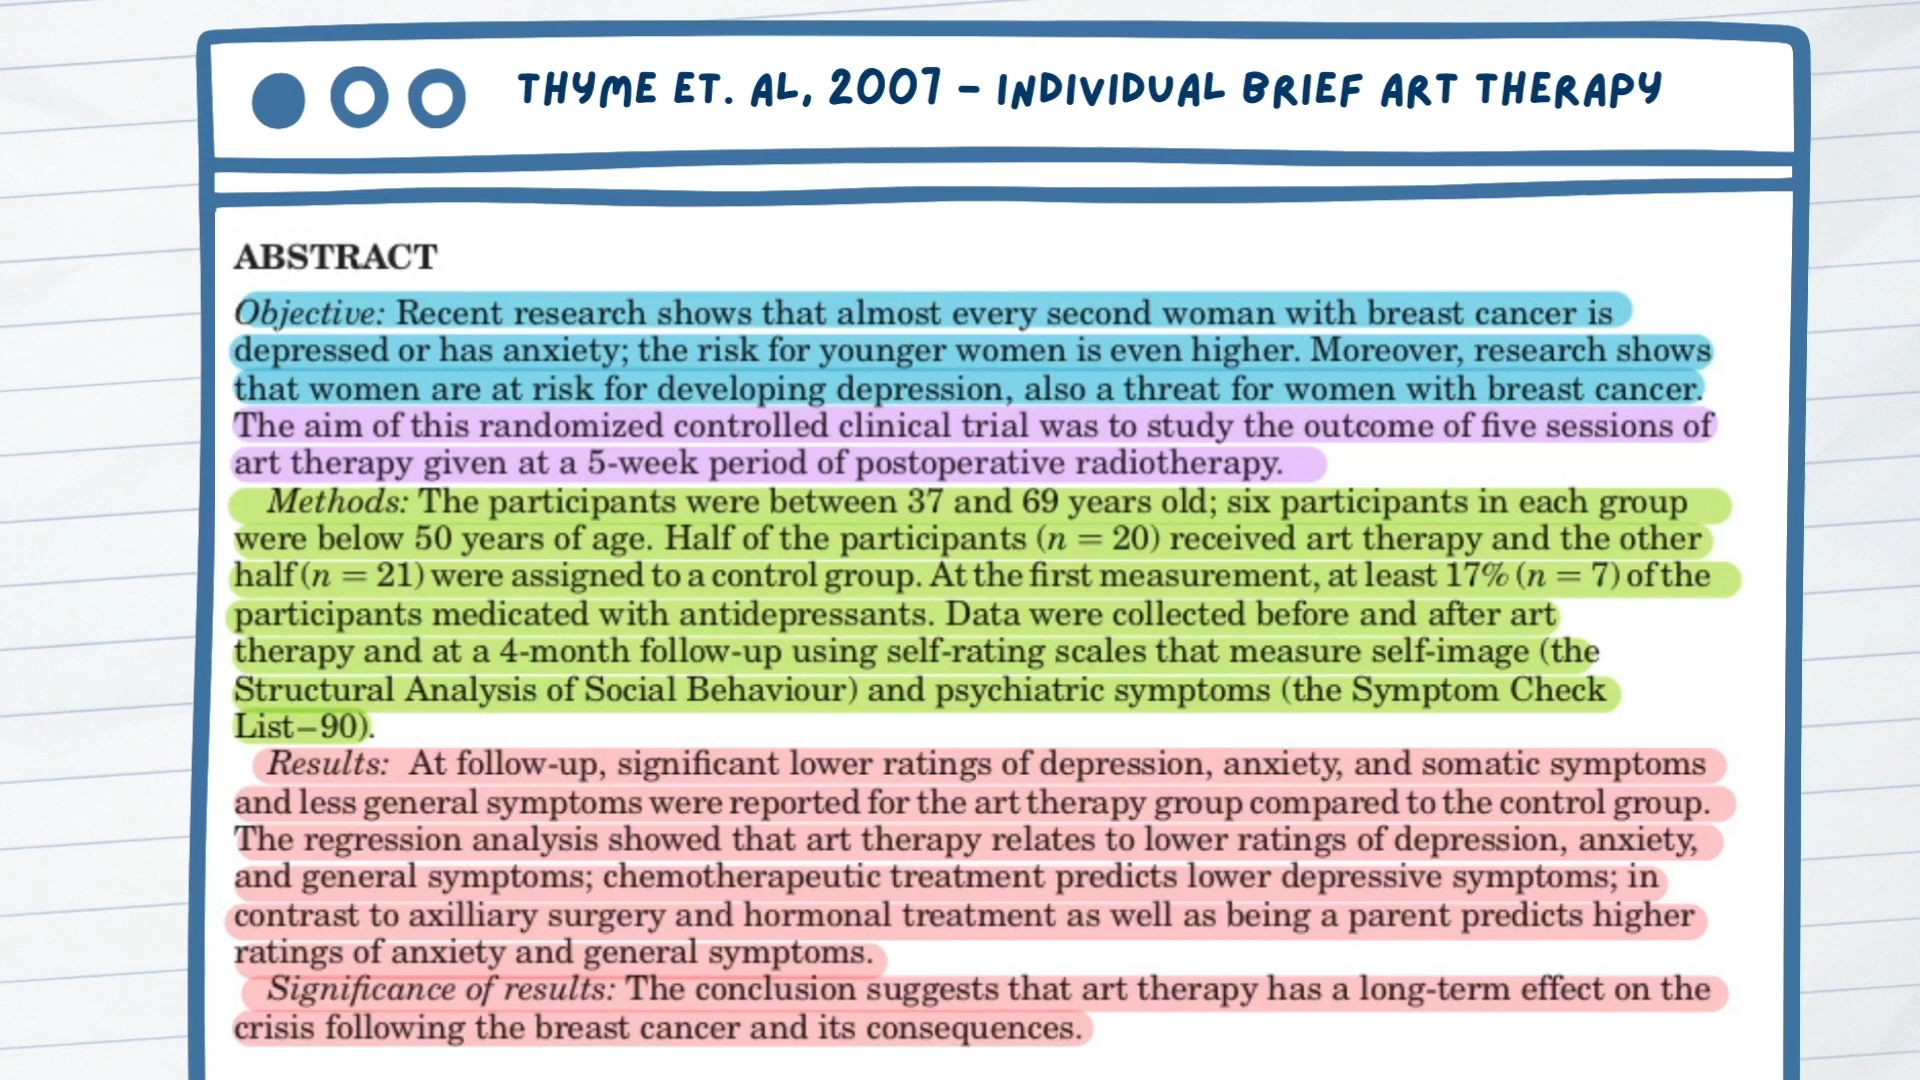 THYME ET. AL, 2007 - INDIVIDUAL BRIEF ART THERAPY
ABSTRACT
Objective: Recent research shows that almost every second woman with breast cancer is
depressed or has anxiety; the risk for younger women is even higher. Moreover, research shows
that women are at risk for developing depression, also a threat for women with breast cancer.
The aim of this randomized controlled clinical trial was to study the outcome of five sessions of
art therapy given at a 5-week period of postoperative radiotherapy.
Methods: The participants were between 37 and 69 years old; six participants in each group
were below 50 years of age. Half of the participants (n = 20) received art therapy and the other
half (n = 21) were assigned to a control group. At the first measurement, at least 17% (n = 7) of the
participants medicated with antidepressants. Data were collected before and after art
therapy and at a 4-month follow-up using self-rating scales that measure self-image (the
Structural Analysis of Social Behaviour) and psychiatric symptoms (the Symptom Check
List–90).
Results: At follow-up, significant lower ratings of depression, anxiety, and somatic symptoms
and less general symptoms were reported for the art therapy group compared to the control group.
The regression analysis showed that art therapy relates to lower ratings of depression, anxiety,
and general symptoms; chemotherapeutic treatment predicts lower depressive symptoms; in
contrast to axilliary surgery and hormonal treatment as well as being a parent predicts higher
ratings of anxiety and general symptoms.
Significance of results: The conclusion suggests that art therapy has a long-term effect on the
crisis following the breast cancer and its consequences.